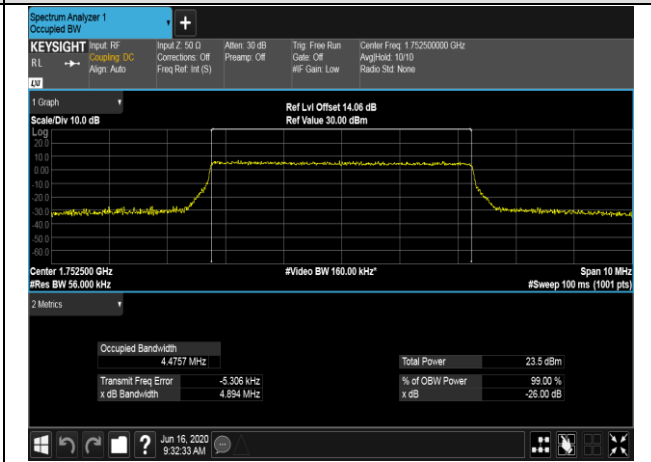 Spectrum Analyzer 1
Occupied BW
+
KEYSIGHT
RL
Input: RF
Coupling: DC
Align: Auto
Input Z: 50 Ω
Corrections: Off
Freq Ref: Int (S)
Atten: 30 dB
Preamp: Off
Trig: Free Run
Gate: Off
#IF Gain: Low
Center Freq: 1.752500000 GHz
Avg|Hold: 10/10
Radio Std: None
LXI
1 Graph
Scale/Div 10.0 dB
Ref Lvl Offset 14.06 dB
Ref Value 30.00 dBm
Log
20.0
10.0
0.00
-10.0
-20.0
-30.0
-40.0
-50.0
-60.0
Center 1.752500 GHz
#Res BW 56.000 kHz
#Video BW 160.00 kHz*
Span 10 MHz
#Sweep 100 ms (1001 pts)
2 Metrics
Occupied Bandwidth
4.4757 MHz
Total Power 23.5 dBm
Transmit Freq Error -5.306 kHz
% of OBW Power 99.00 %
x dB Bandwidth 4.894 MHz
x dB -26.00 dB
?
Jun 16, 2020
9:32:33 AM